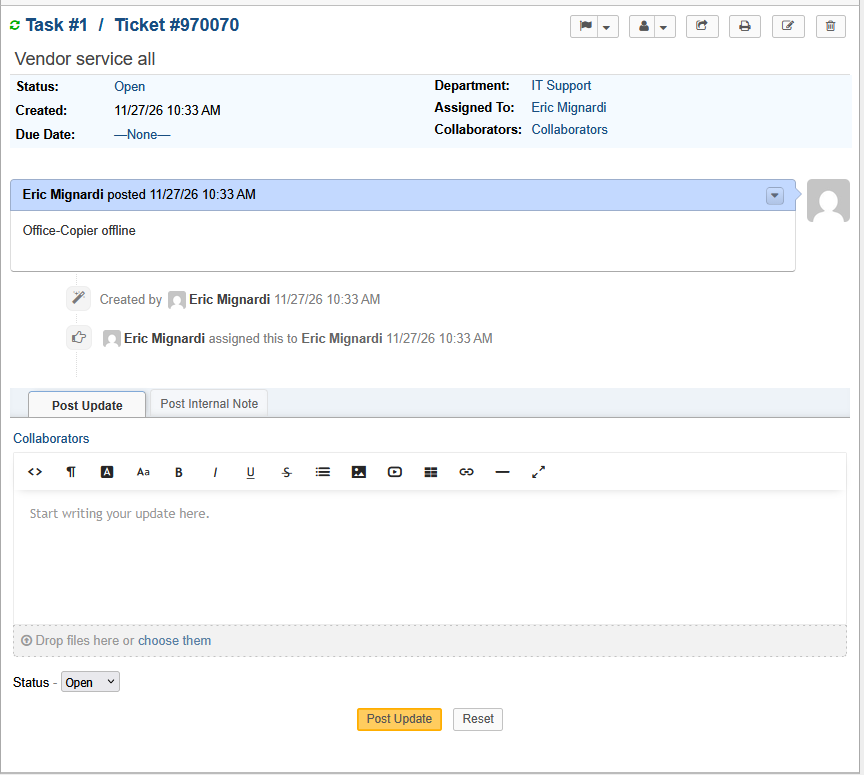 Task #1 / Ticket #970070
Vendor service all
Status: Open
Department: IT Support
Created: 11/27/26 10:33 AM
Assigned To: Eric Mignardi
Due Date: —None—
Collaborators: Collaborators
Eric Mignardi posted 11/27/26 10:33 AM
Office-Copier offline
Created by Eric Mignardi 11/27/26 10:33 AM
Eric Mignardi assigned this to Eric Mignardi 11/27/26 10:33 AM
Post Update Post Internal Note
Collaborators
<> ¶ A Aa B I U S
Start writing your update here.
Drop files here or choose them
Status - Open
Post Update Reset